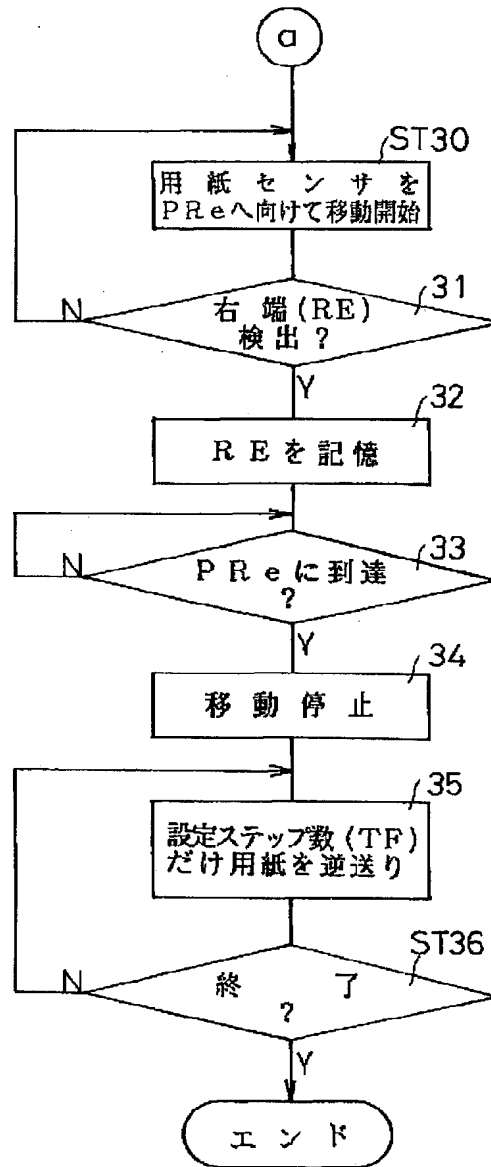 a
ST30
用紙センサを
PReへ向けて移動開始
31
右端(RE)
検出?
N
Y
32
REを記憶
33
PReに到達
?
N
Y
34
移動停止
35
設定ステップ数(TF)
だけ用紙を逆送り
ST36
終了
?
N
Y
エンド